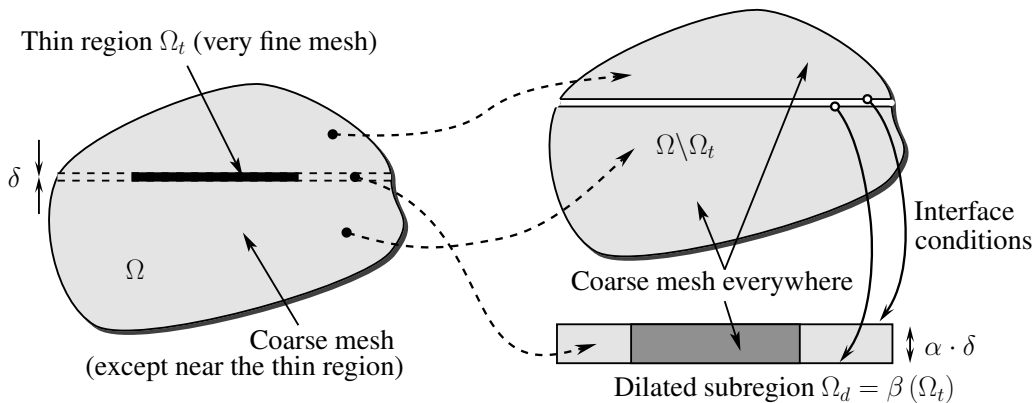 Thin region Ωₜ (very fine mesh)
δ
Ω
Coarse mesh
(except near the thin region)
Ω\Ωₜ
Interface
conditions
Coarse mesh everywhere
α · δ
Dilated subregion Ω_d = β (Ωₜ)